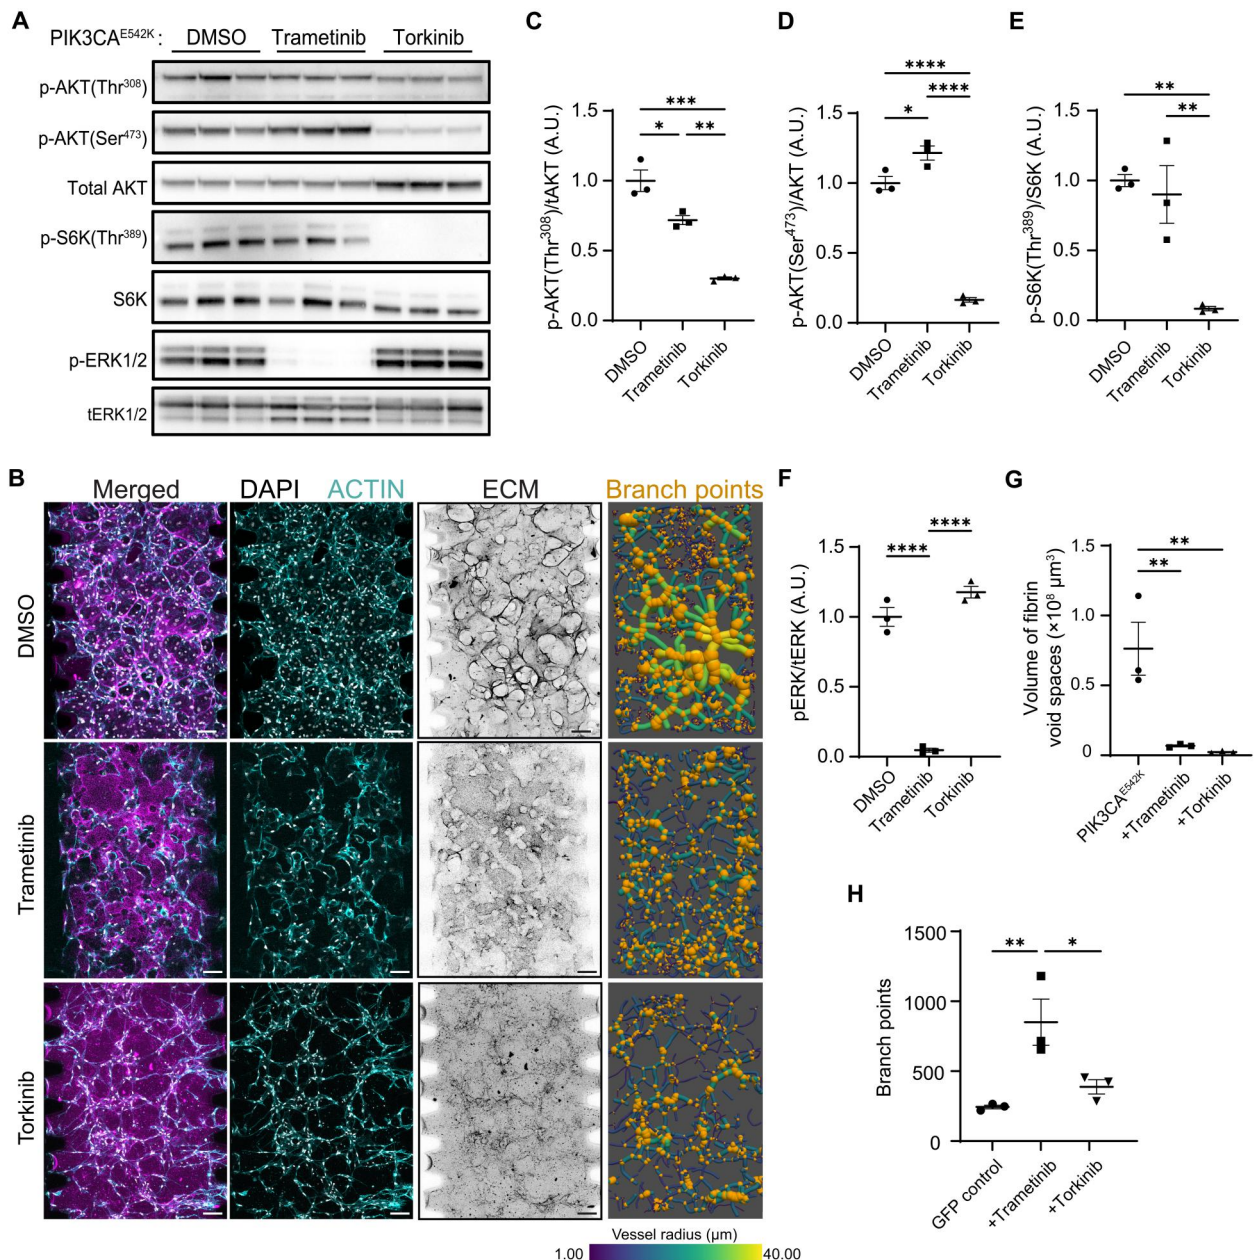 A
PIK3CA^E542K : DMSO Trametinib Torkinib
p-AKT(Thr^308)
p-AKT(Ser^473)
Total AKT
p-S6K(Thr^389)
S6K
p-ERK1/2
tERK1/2
C
*** 
* **
1.5
1.0
0.5
0.0
p-AKT(Thr^308)/tAKT (A.U.)
DMSO
Trametinib
Torkinib
D
****
****
*
1.5
1.0
0.5
0.0
p-AKT(Ser^473)/AKT (A.U.)
DMSO
Trametinib
Torkinib
E
**
**
1.5
1.0
0.5
0.0
p-S6K(Thr^389)/S6K (A.U.)
DMSO
Trametinib
Torkinib
B
Merged DAPI ACTIN ECM Branch points
DMSO
Trametinib
Torkinib
Vessel radius (μm)
1.00 40.00
F
****
****
1.5
1.0
0.5
0.0
pERK/tERK (A.U.)
DMSO
Trametinib
Torkinib
G
**
**
1.5
1.0
0.5
0
Volume of fibrin
void spaces (×10^8 μm^3)
PIK3CA^E542K
+Trametinib
+Torkinib
H
** *
1500
1000
500
0
Branch points
GFP control
+Trametinib
+Torkinib